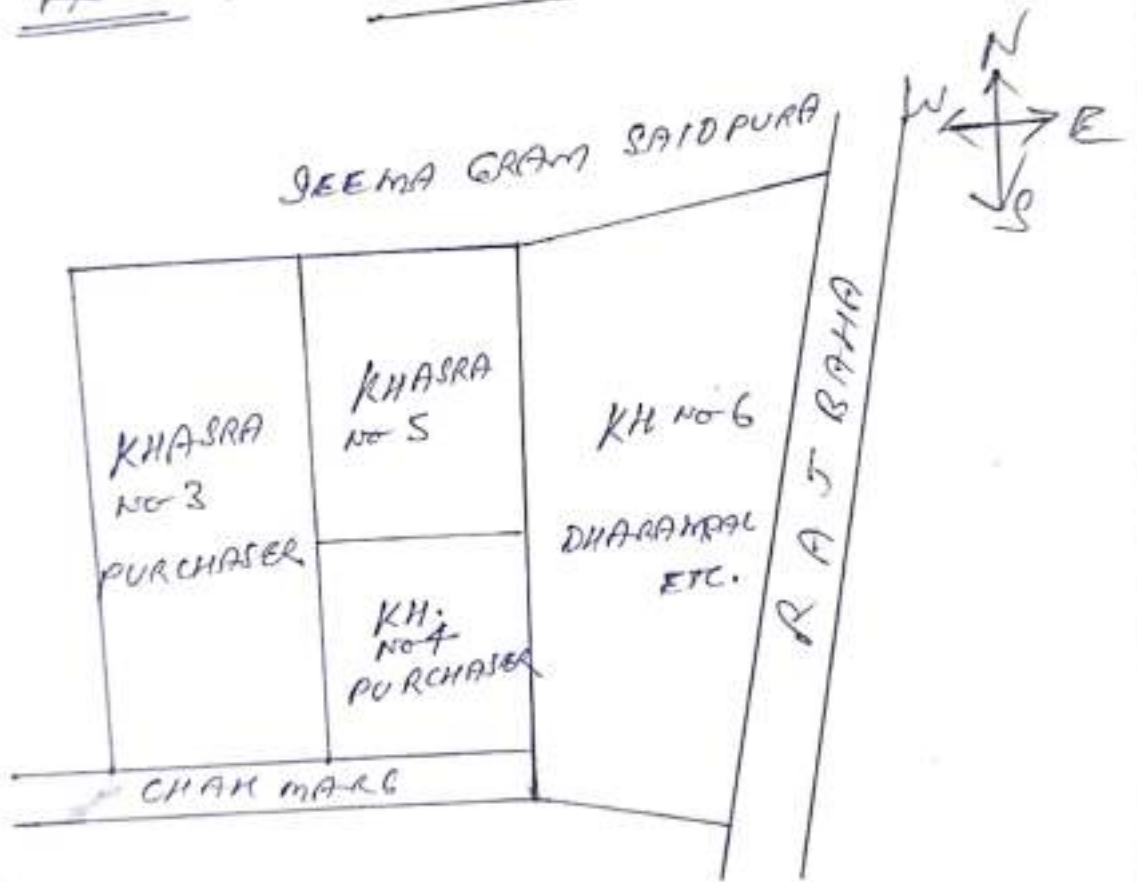 N
W E
S
SEEMA GRAM SAIDPURA
KHASRA
NO 3
PURCHASER
KHASRA
NO 5
KH NO 6
DHARAMPAL
ETC.
KH.
NO 4
PURCHASER
RAJBAHA
CHAK MARG